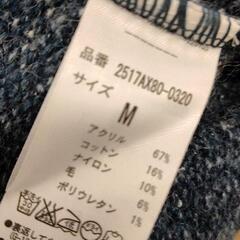 品番 2517AX80-0320
サイズ
M
アクリル 67%
コットン 16%
ナイロン 10%
毛 6%
ポリウレタン 1%